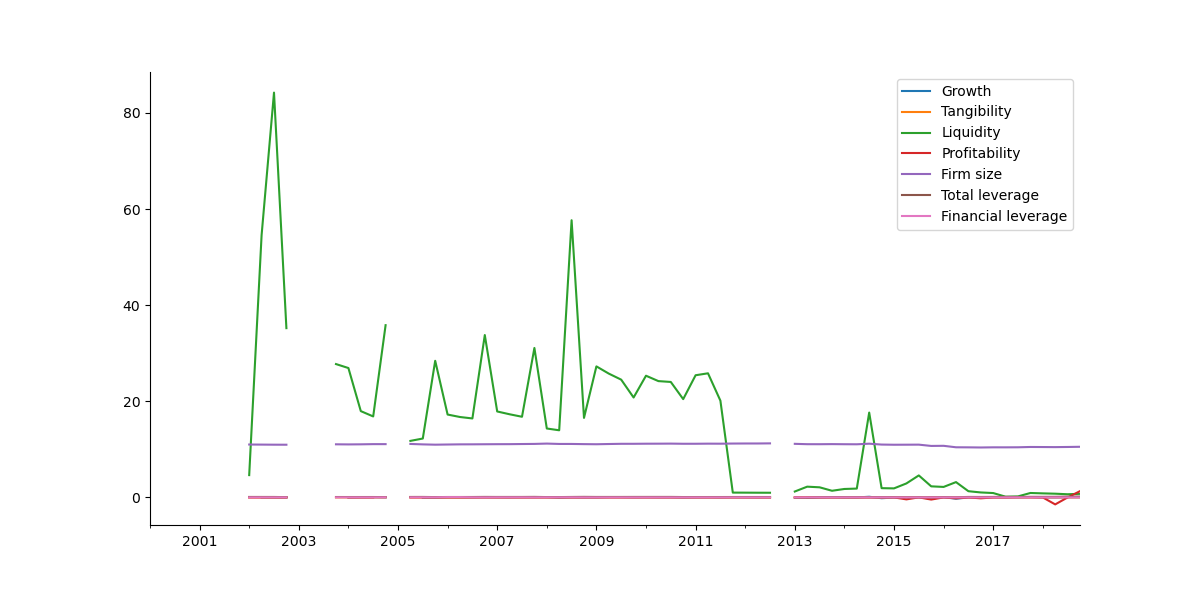 80
60
40
20
0
2001 2003 2005 2007 2009 2011 2013 2015 2017
Growth
Tangibility
Liquidity
Profitability
Firm size
Total leverage
Financial leverage